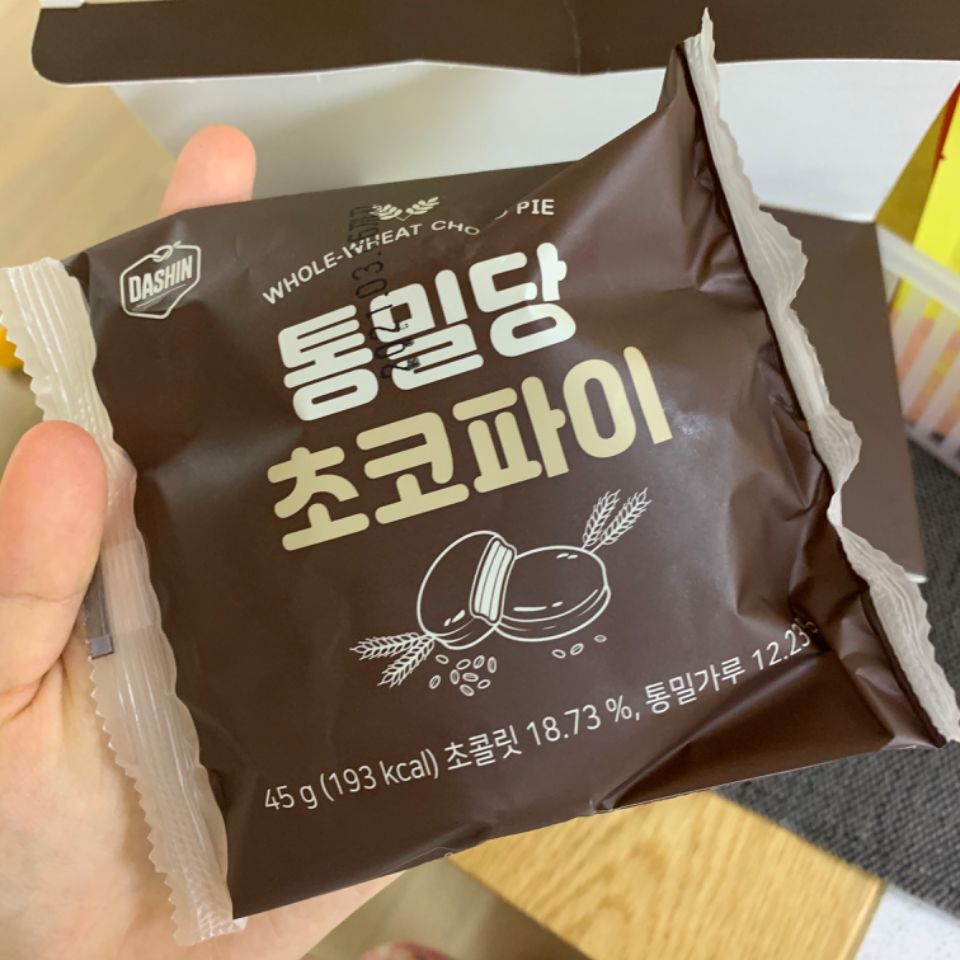 DASHIN
WHOLE-WHEAT CHO PIE
통밀당
초코파이
45 g (193 kcal) 초콜릿 18.73 %, 통밀가루 12.23%